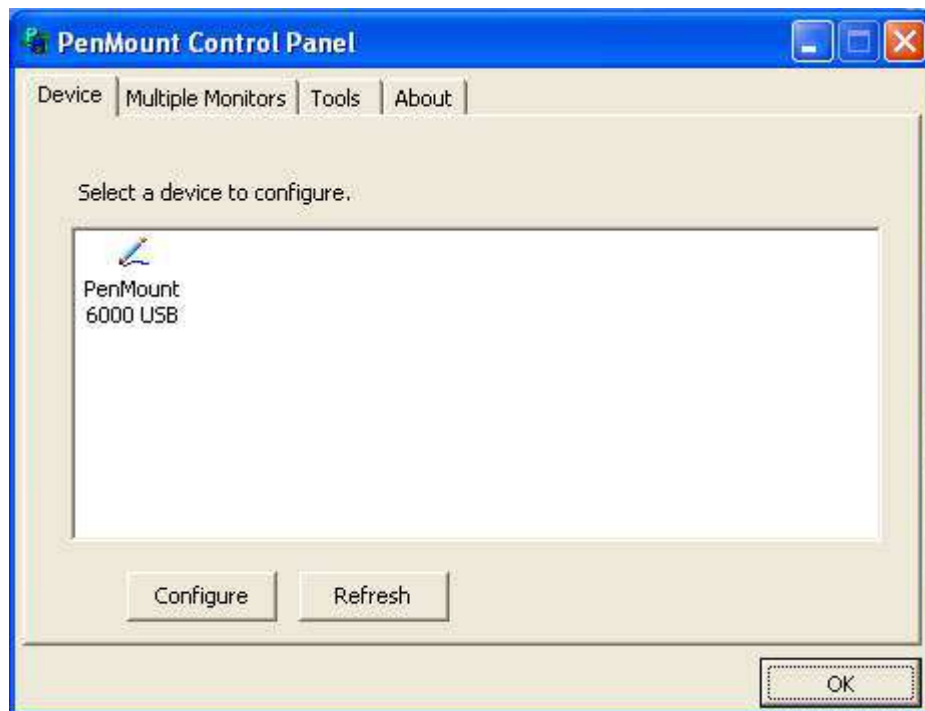 PenMount Control Panel
Device Multiple Monitors Tools About
Select a device to configure.
PenMount
6000 USB
Configure Refresh
OK